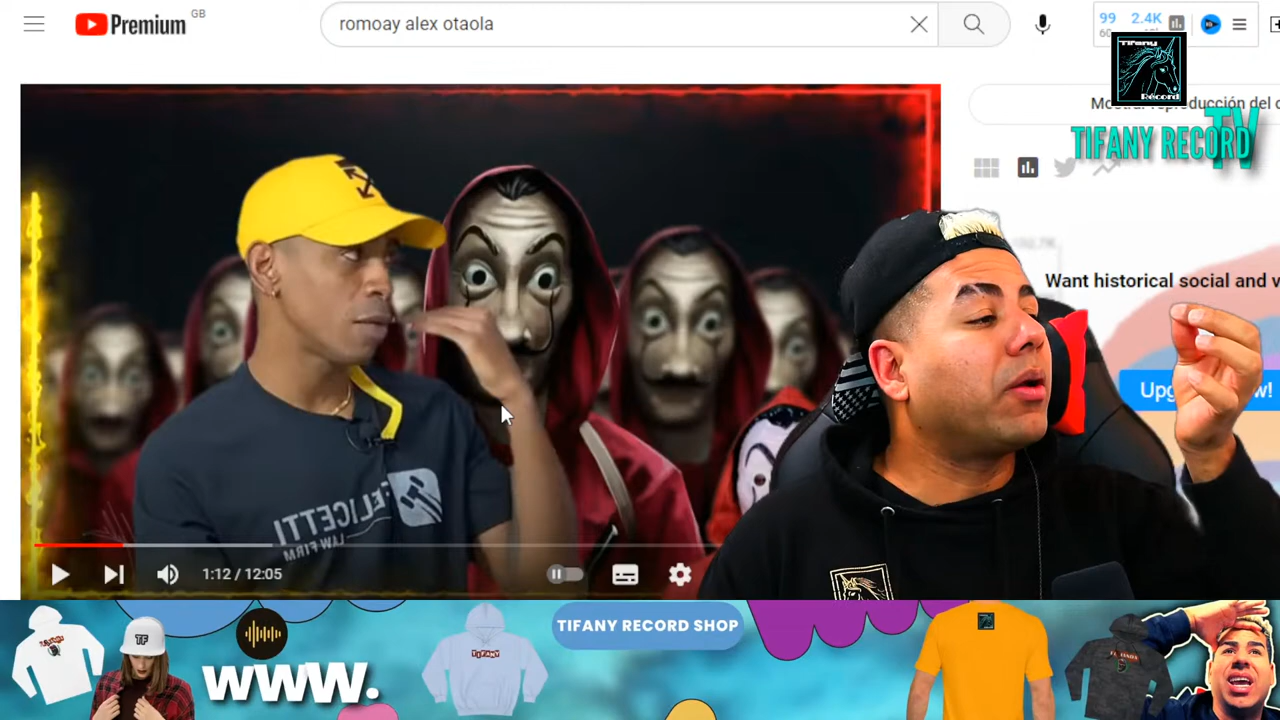 Premium
GB
romoay alex otaola
99
2.4K
Tifany
Récord
TIFANY RECORD
TV
Want historical social and
FELICETTI
LAW FIRM
1:12 / 12:05
TF
www.
TIFANY RECORD SHOP
TIFANY